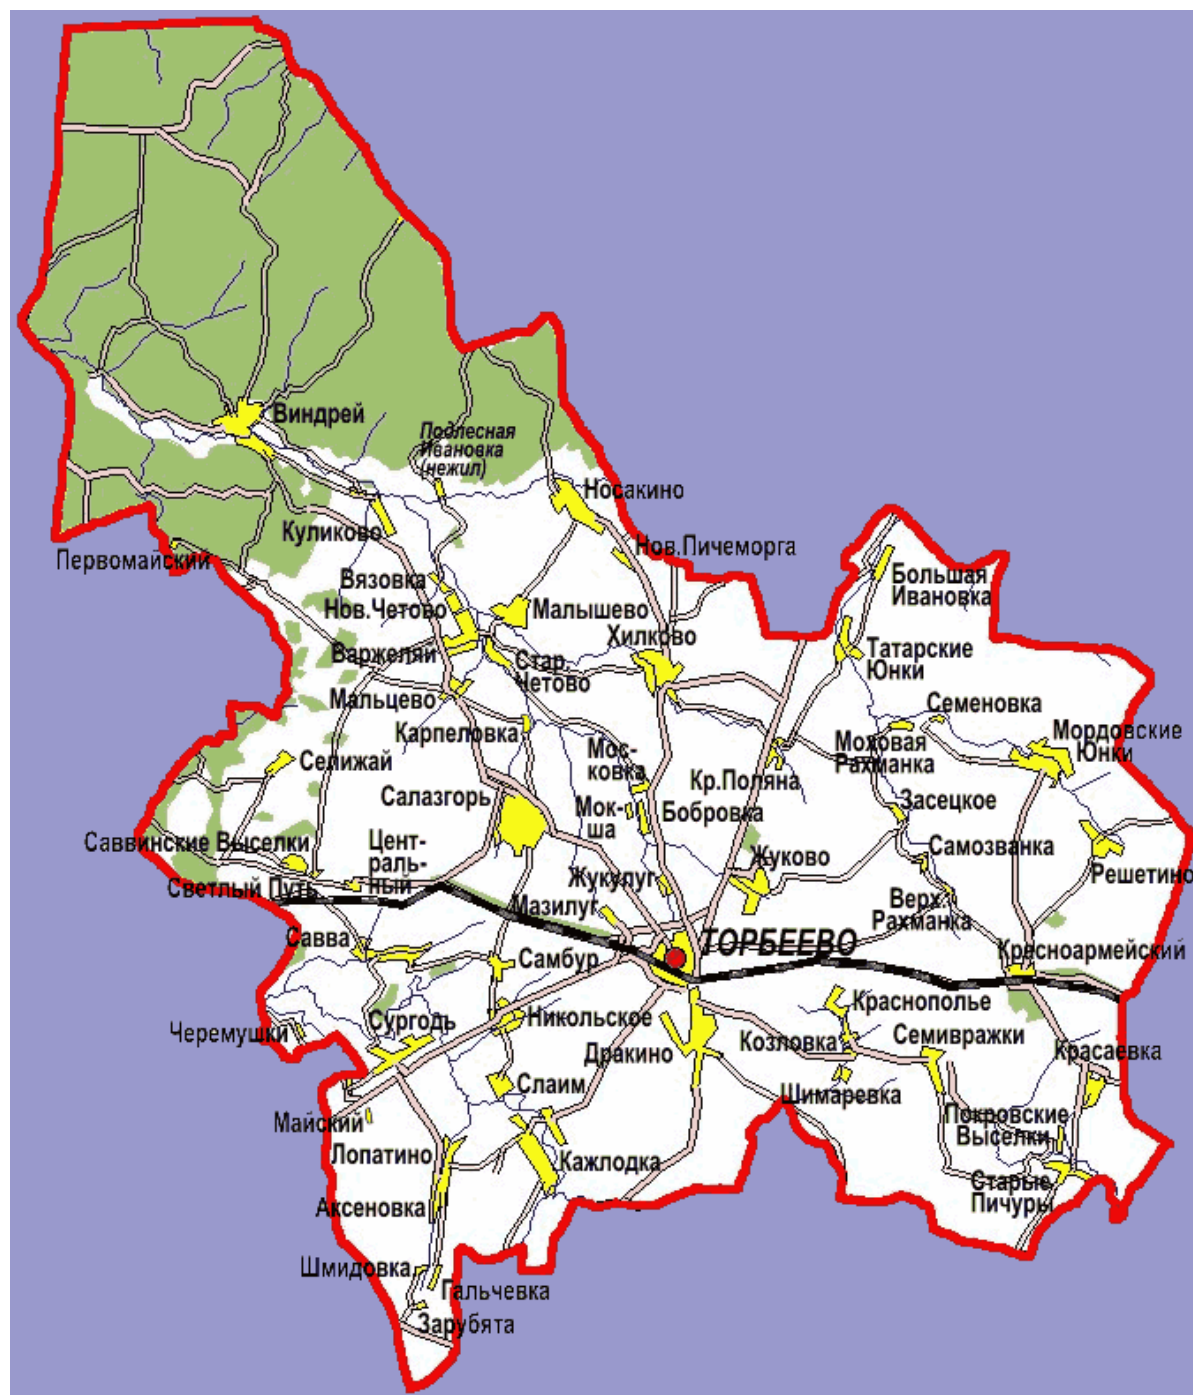 Виндрей
Подлесная
Ивановка
(нежил)
Носакино
Куликово
Нов.Пичеморга
Первомайский
Большая
Ивановка
Вязовка
Нов.Четово
Малышево
Хилково
Варжеляй
Стар.
Четово
Татарские
Юнки
Мальцево
Семеновка
Карпеловка
Мос-
ковка
Моховая
Рахманка
Мордовские
Юнки
Селижай
Кр.Поляна
Салазгорь
Мок-
ша
Бобровка
Засецкое
Саввинские Выселки
Цент-
раль-
ный
Жуково
Самозванка
Решетино
Светлый Путь
Жукулуг
Мазилуг
Верх.
Рахманка
Савва
ТОРБЕЕВО
Самбур
Кресноармейский
Краснополье
Черемушки
Сургодь
Никольское
Дракино
Козловка
Семивражки
Красаевка
Слаим
Шимаревка
Майский
Покровские
Выселки
Лопатино
Кажлодка
Старые
Пичуры
Аксеновка
Шмидовка
Гальчевка
Зарубята